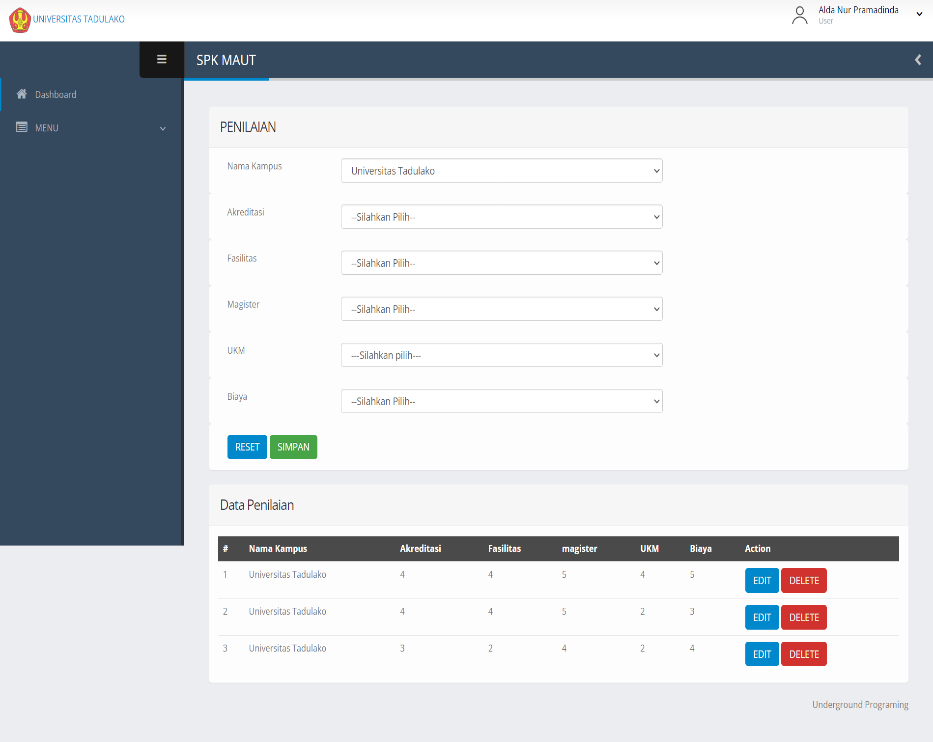 UNIVERSITAS TADULAKO
Alda Nur Pramadinda
User
SPK MAUT
Dashboard
MENU
PENILAIAN
Nama Kampus Universitas Tadulako
Akreditasi --Silahkan Pilih--
Fasilitas --Silahkan Pilih--
Magister --Silahkan Pilih--
UKM ---Silahkan pilih---
Biaya --Silahkan Pilih--
RESET SIMPAN
Data Penilaian
# Nama Kampus Akreditasi Fasilitas magister UKM Biaya Action
1 Universitas Tadulako 4 4 5 4 5 EDIT DELETE
2 Universitas Tadulako 4 4 5 2 3 EDIT DELETE
3 Universitas Tadulako 3 2 4 2 4 EDIT DELETE
Underground Programing